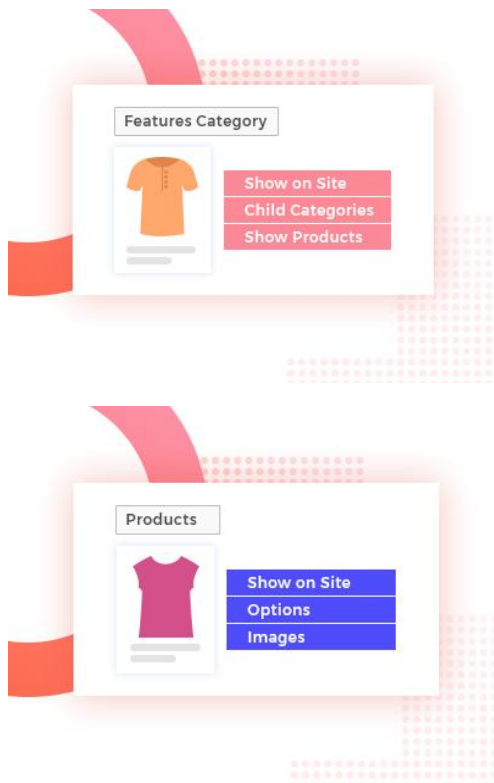 Features Category
Show on Site
Child Categories
Show Products
Products
Show on Site
Options
Images